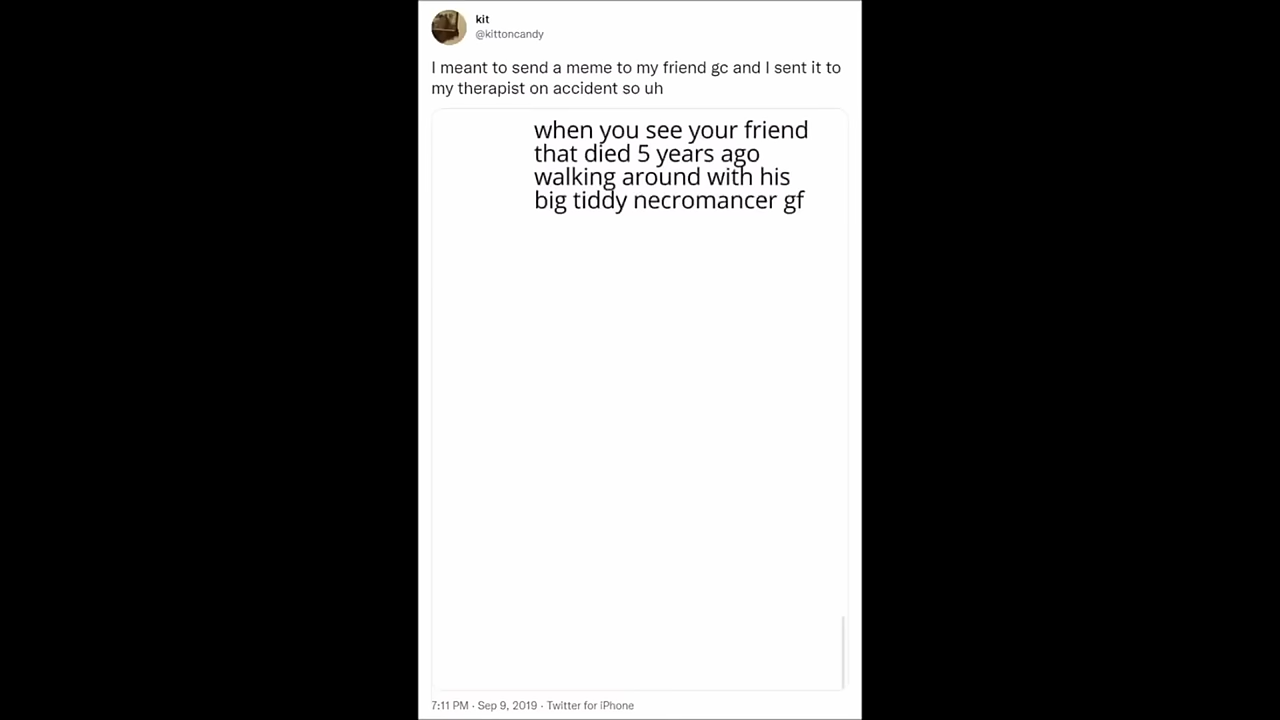 kit
@kittoncandy
I meant to send a meme to my friend gc and I sent it to
my therapist on accident so uh
when you see your friend
that died 5 years ago
walking around with his
big tiddy necromancer gf
7:11 PM · Sep 9, 2019 · Twitter for iPhone